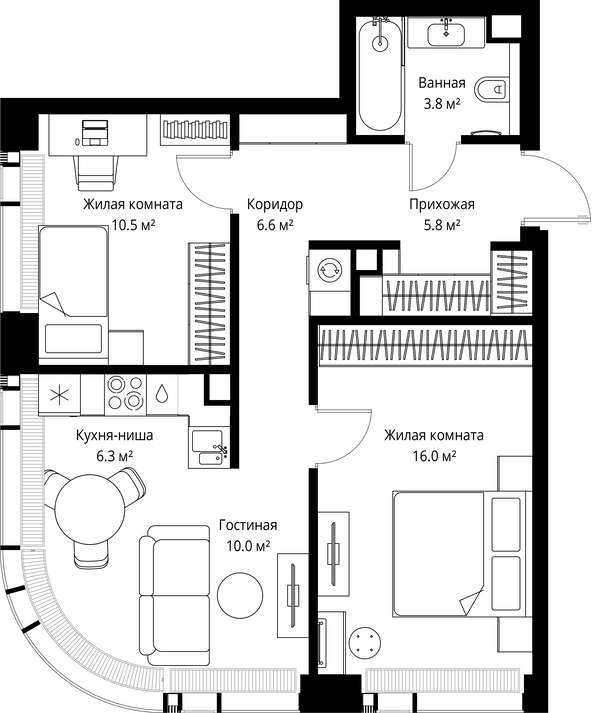 Ванная
3.8 м²
Жилая комната
10.5 м²
Коридор
6.6 м²
Прихожая
5.8 м²
Кухня-ниша
6.3 м²
Жилая комната
16.0 м²
Гостиная
10.0 м²